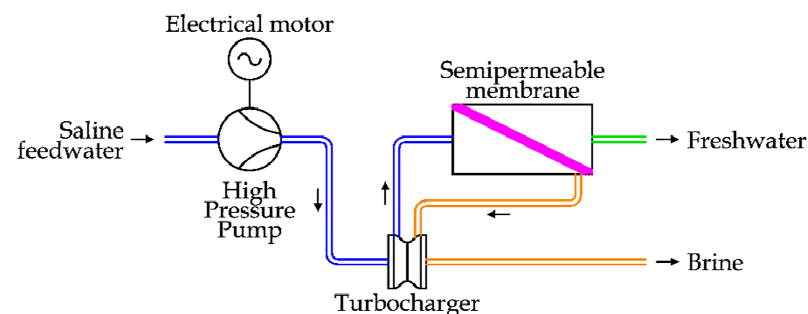 Electrical motor
Semipermeable
membrane
Saline
feedwater
Freshwater
High
Pressure
Pump
Brine
Turbocharger